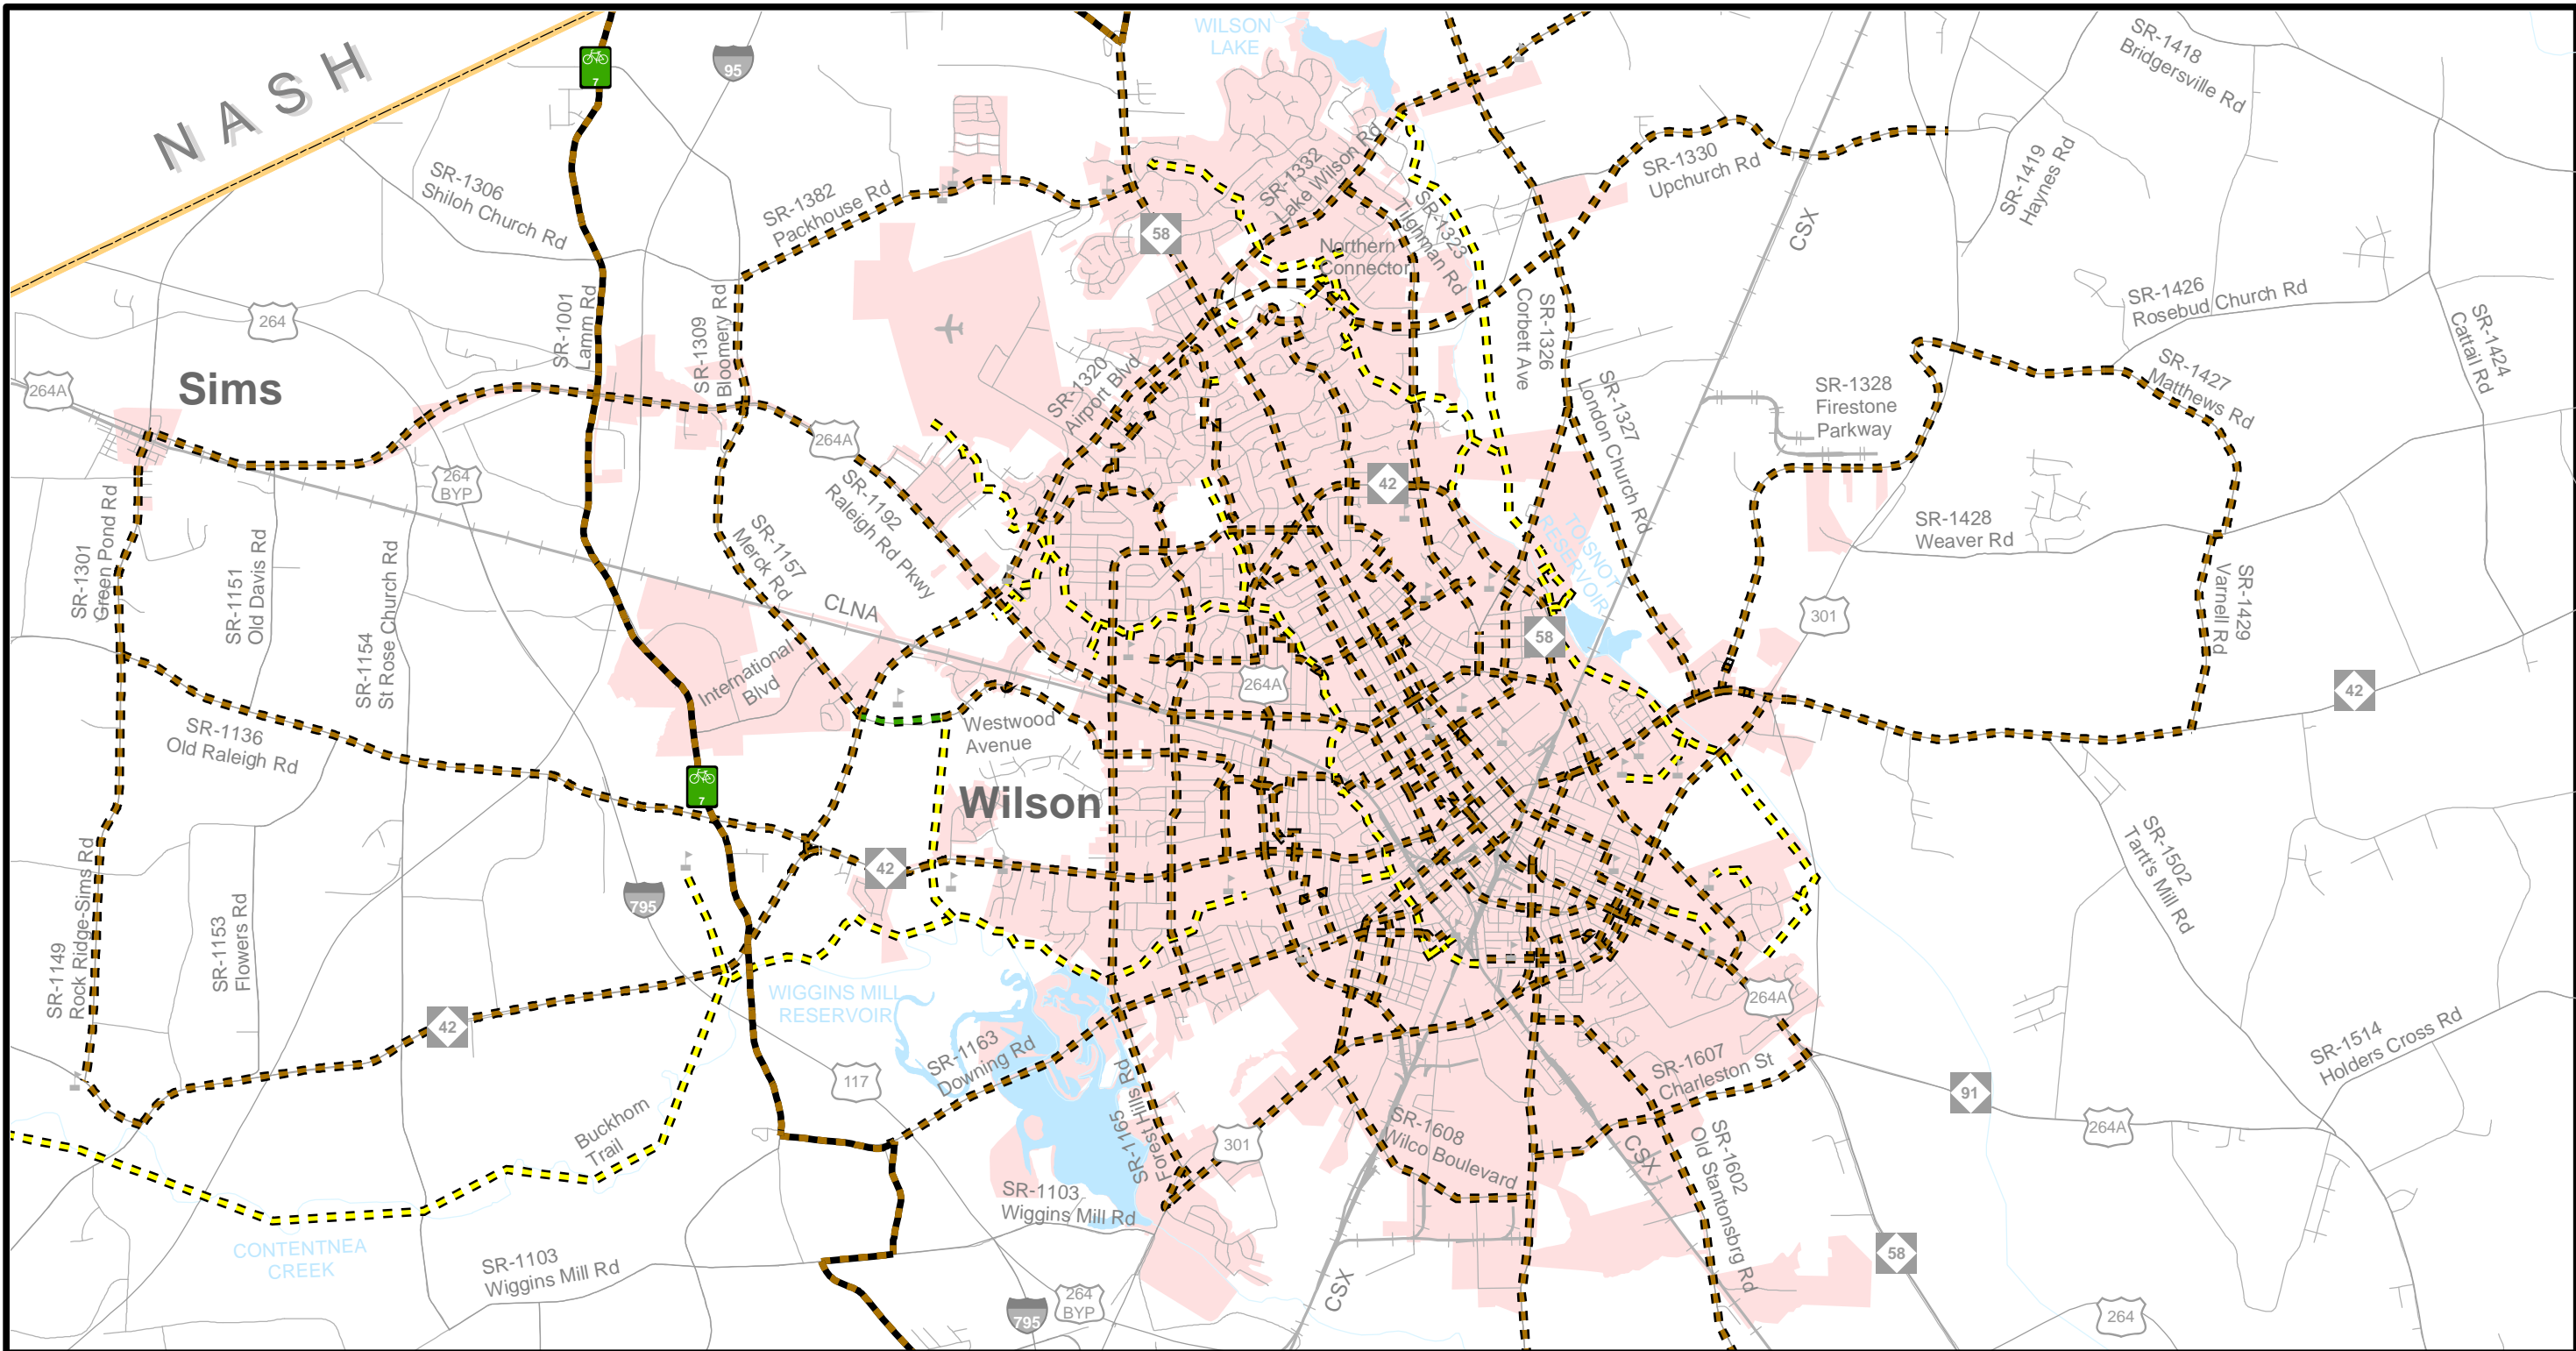 WILSON
LAKE
NASH
7
95
SR-1418
Bridgersville Rd
SR-1306
Shiloh Church Rd
SR-1382
Packhouse Rd
58
SR-1332
Lake Wilson Rd
SR-1323
Tilghman Rd
Northern
Connector
SR-1330
Upchurch Rd
SR-1419
Haynes Rd
CSX
264
SR-1001
Lamm Rd
SR-1309
Bloomery Rd
SR-1326
Corbett Ave
SR-1426
Rosebud Church Rd
SR-1424
Cattail Rd
264A
Sims
SR-1320
Airport Blvd
264A
SR-1327
London Church Rd
SR-1328
Firestone
Parkway
SR-1427
Matthews Rd
264
BYP
SR-1192
Raleigh Rd Pkwy
42
SR-1301
Green Pond Rd
SR-1151
Old Davis Rd
SR-1154
St Rose Church Rd
SR-1157
Merck Rd
CLNA
TOISNOT
RESERVOIR
SR-1428
Weaver Rd
301
SR-1429
Varnell Rd
58
International
Blvd
264A
42
SR-1136
Old Raleigh Rd
Westwood
Avenue
7
Wilson
42
795
SR-1149
Rock Ridge-Sims Rd
SR-1153
Flowers Rd
SR-1502
Tartt's Mill Rd
42
WIGGINS MILL
RESERVOIR
264A
SR-1163
Downing Rd
117
SR-1165
Forest Hills Rd
SR-1607
Charleston St
SR-1514
Holders Cross Rd
91
264A
Buckhorn
Trail
301
SR-1608
Wilco Boulevard
CSX
SR-1602
Old Stantonsbrg Rd
SR-1103
Wiggins Mill Rd
CONTENTNEA
CREEK
SR-1103
Wiggins Mill Rd
58
CSX
795
264
BYP
264